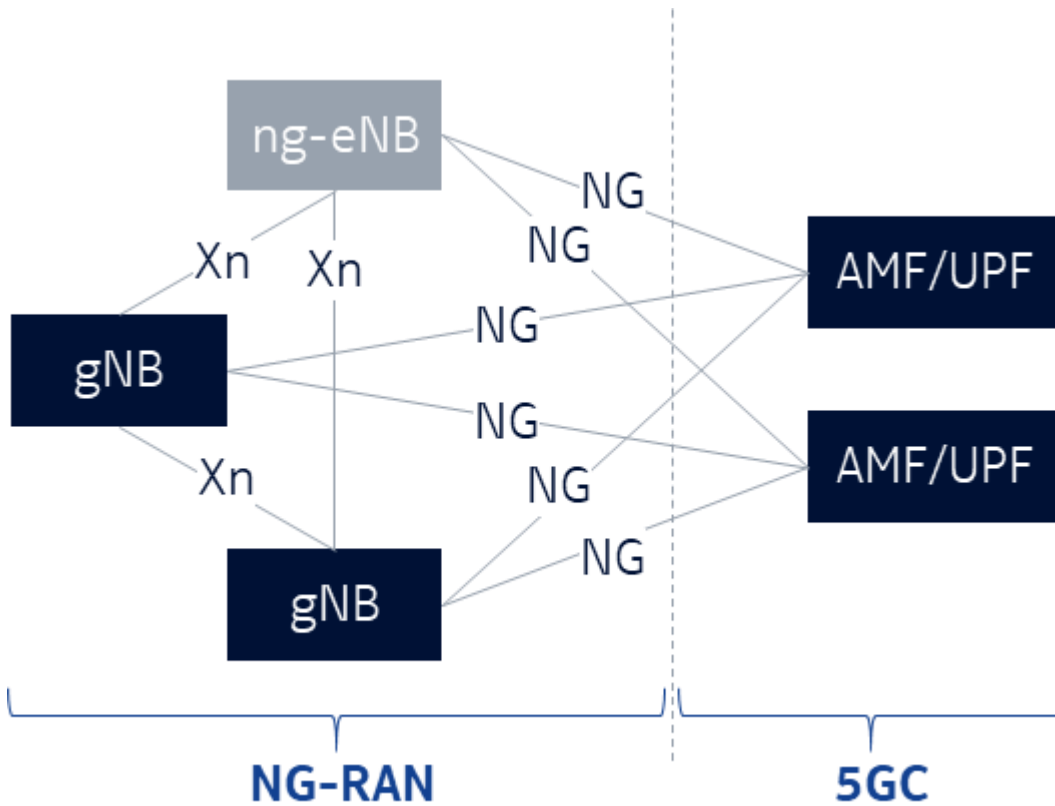 ng-eNB
NG
NG
AMF/UPF
Xn
Xn
NG
gNB
NG
AMF/UPF
Xn
NG
NG
gNB
NG-RAN
5GC